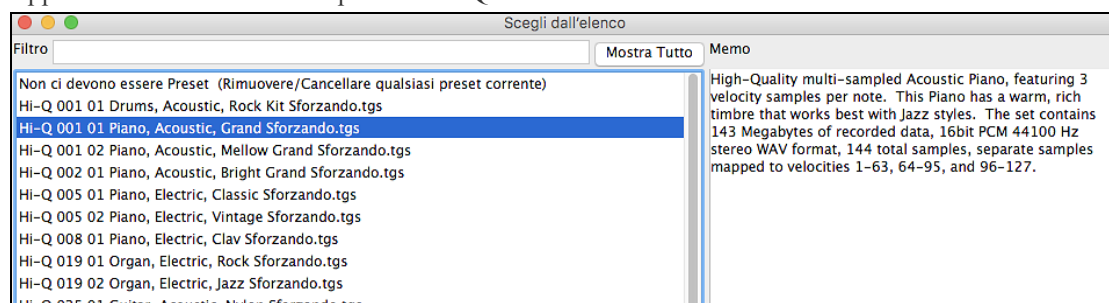 Scegli dall'elenco
Filtro
Mostra Tutto
Memo
Non ci devono essere Preset (Rimuovere/Cancellare qualsiasi preset corrente)
Hi-Q 001 01 Drums, Acoustic, Rock Kit Sforzando.tgs
Hi-Q 001 01 Piano, Acoustic, Grand Sforzando.tgs
Hi-Q 001 02 Piano, Acoustic, Mellow Grand Sforzando.tgs
Hi-Q 002 01 Piano, Acoustic, Bright Grand Sforzando.tgs
Hi-Q 005 01 Piano, Electric, Classic Sforzando.tgs
Hi-Q 005 02 Piano, Electric, Vintage Sforzando.tgs
Hi-Q 008 01 Piano, Electric, Clav Sforzando.tgs
Hi-Q 019 01 Organ, Electric, Rock Sforzando.tgs
Hi-Q 019 02 Organ, Electric, Jazz Sforzando.tgs
High-Quality multi-sampled Acoustic Piano, featuring 3
velocity samples per note. This Piano has a warm, rich
timbre that works best with Jazz styles. The set contains
143 Megabytes of recorded data, 16bit PCM 44100 Hz
stereo WAV format, 144 total samples, separate samples
mapped to velocities 1-63, 64-95, and 96-127.